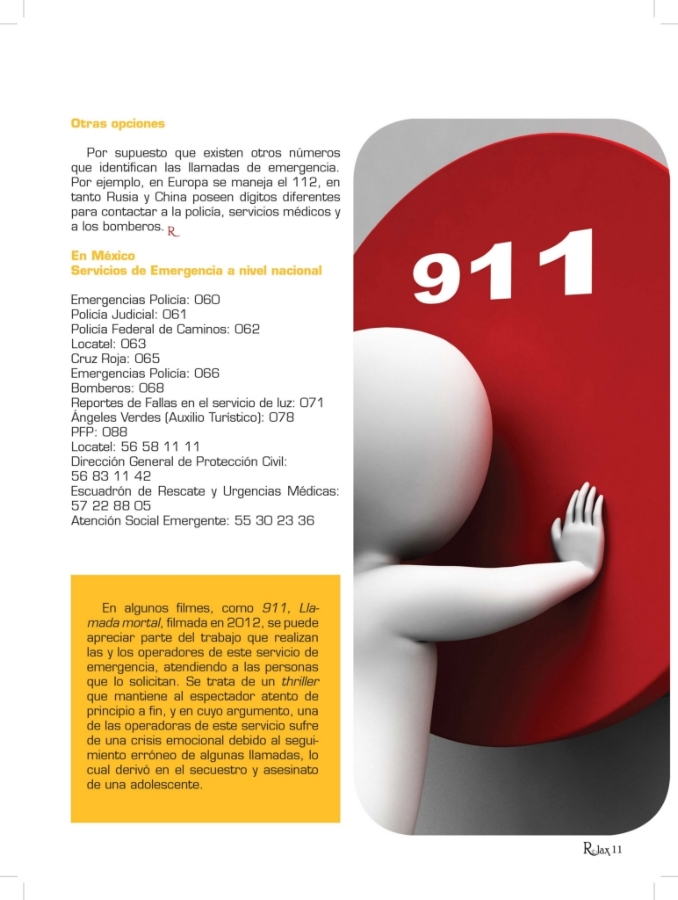 Otras opciones
Por supuesto que existen otros números
que identifican las llamadas de emergencia.
Por ejemplo, en Europa se maneja el 112, en
tanto Rusia y China poseen dígitos diferentes
para contactar a la policía, servicios médicos y
a los bomberos. R
En México
Servicios de Emergencia a nivel nacional
Emergencias Policía: 060
Policía Judicial: 061
Policía Federal de Caminos: 062
Locatel: 063
Cruz Roja: 065
Emergencias Policía: 066
Bomberos: 068
Reportes de Fallas en el servicio de luz: 071
Ángeles Verdes (Auxilio Turístico): 078
PFP: 088
Locatel: 56 58 11 11
Dirección General de Protección Civil:
56 83 11 42
Escuadrón de Rescate y Urgencias Médicas:
57 22 88 05
Atención Social Emergente: 55 30 23 36
En algunos filmes, como 911, Lla-
mada mortal, filmada en 2012, se puede
apreciar parte del trabajo que realizan
las y los operadores de este servicio de
emergencia, atendiendo a las personas
que lo solicitan. Se trata de un thriller
que mantiene al espectador atento de
principio a fin, y en cuyo argumento, una
de las operadoras de este servicio sufre
de una crisis emocional debido al segui-
miento erróneo de algunas llamadas, lo
cual derivó en el secuestro y asesinato
de una adolescente.
911
Relax 11